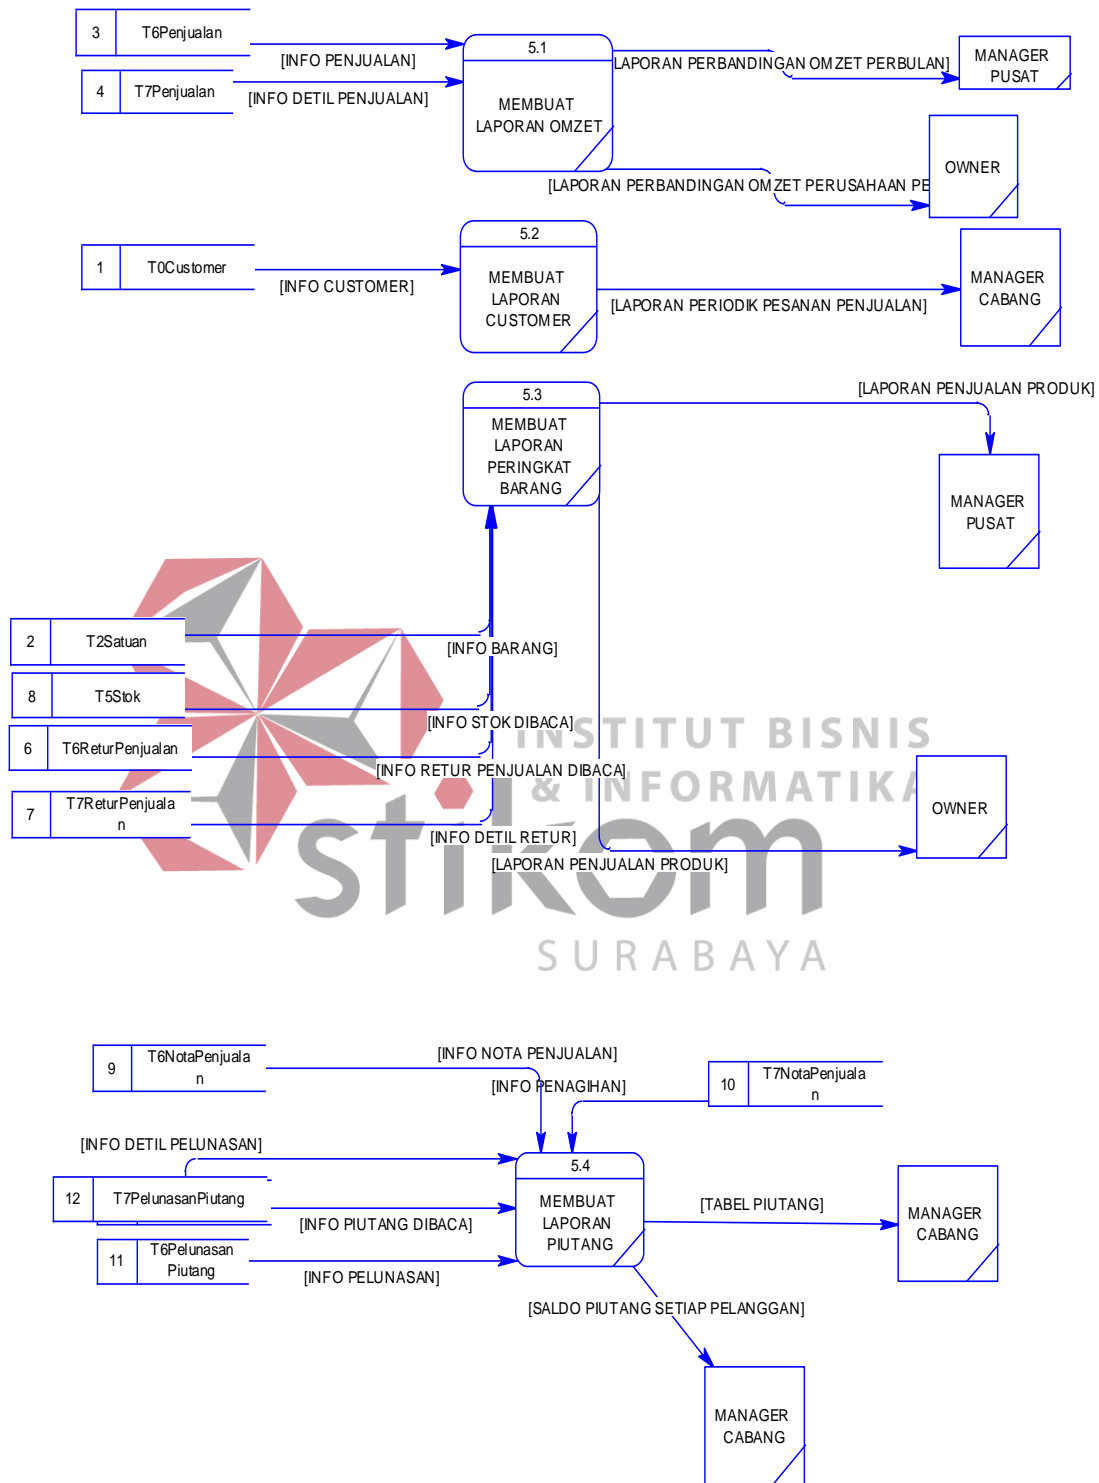 3
T6Penjualan
[INFO PENJUALAN]
4
T7Penjualan
[INFO DETIL PENJUALAN]
5.1
MEMBUAT
LAPORAN OMZET
LAPORAN PERBANDINGAN OMZET PERBULAN]
MANAGER
PUSAT
[LAPORAN PERBANDINGAN OMZET PERUSAHAAN PE
OWNER
1
T0Customer
[INFO CUSTOMER]
5.2
MEMBUAT
LAPORAN
CUSTOMER
[LAPORAN PERIODIK PESANAN PENJUALAN]
MANAGER
CABANG
5.3
MEMBUAT
LAPORAN
PERINGKAT
BARANG
[LAPORAN PENJUALAN PRODUK]
MANAGER
PUSAT
2
T2Satuan
[INFO BARANG]
8
T5Stok
[INFO STOK DIBACA]
6
T6ReturPenjualan
[INFO RETUR PENJUALAN DIBACA]
7
T7ReturPenjuala
n
[INFO DETIL RETUR]
[LAPORAN PENJUALAN PRODUK]
OWNER
INSTITUT BISNIS
& INFORMATIKA
stikom
SURABAYA
9
T6NotaPenjuala
n
[INFO NOTA PENJUALAN]
[INFO PENAGIHAN]
10
T7NotaPenjuala
n
[INFO DETIL PELUNASAN]
12
T7PelunasanPiutang
[INFO PIUTANG DIBACA]
11
T6Pelunasan
Piutang
[INFO PELUNASAN]
5.4
MEMBUAT
LAPORAN
PIUTANG
[TABEL PIUTANG]
MANAGER
CABANG
[SALDO PIUTANG SETIAP PELANGGAN]
MANAGER
CABANG